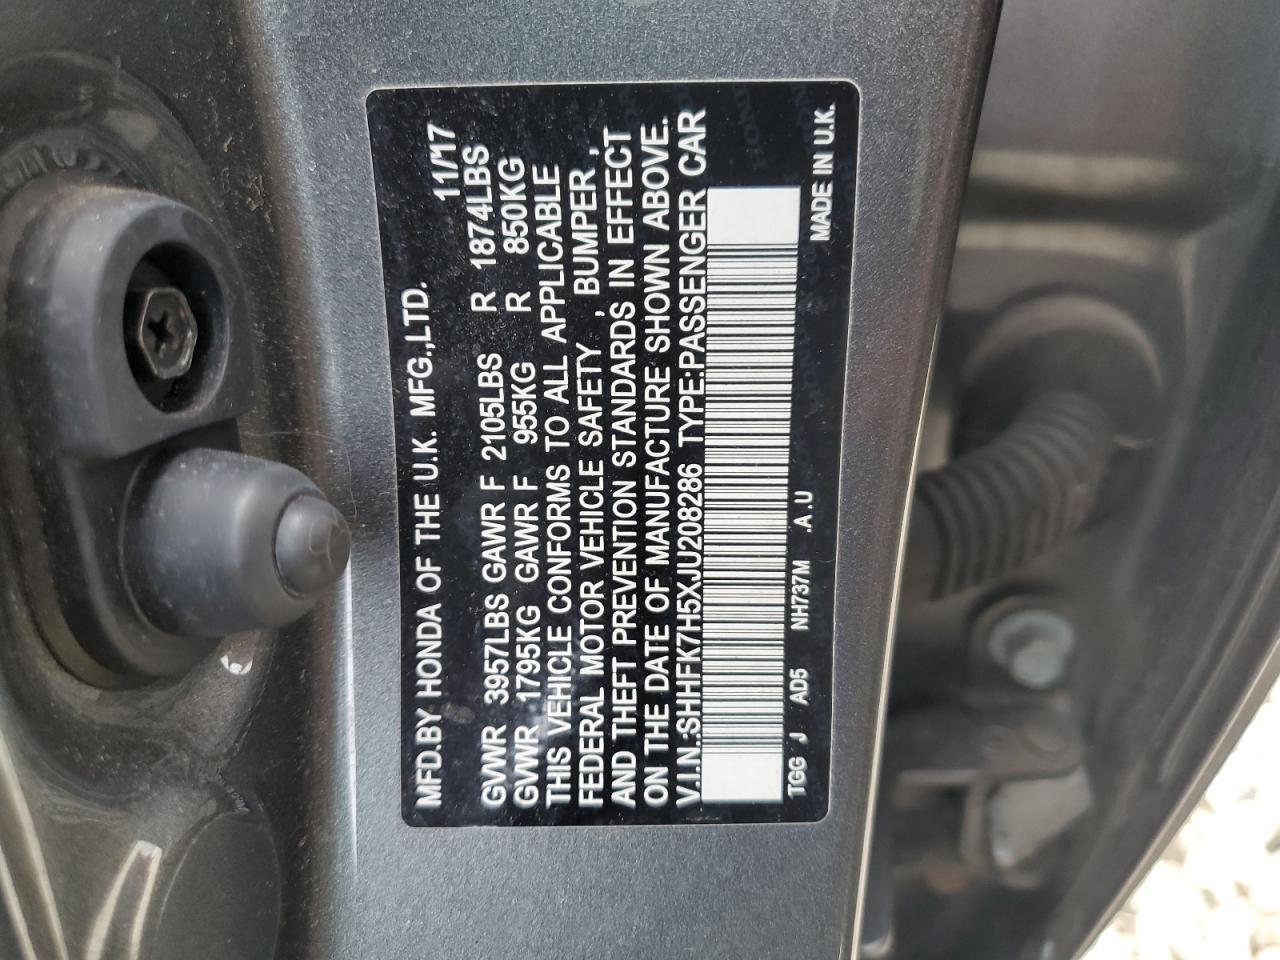 MFD.BY HONDA OF THE U.K. MFG.,LTD. 11/17
GVWR 3957LBS GAWR F 2105LBS R 1874LBS
GVWR 1795KG GAWR F 955KG R 850KG
THIS VEHICLE CONFORMS TO ALL APPLICABLE
FEDERAL MOTOR VEHICLE SAFETY , BUMPER ,
AND THEFT PREVENTION STANDARDS IN EFFECT
ON THE DATE OF MANUFACTURE SHOWN ABOVE.
V.I.N.:SHHFK7H5XJU208286 TYPE:PASSENGER CAR
TGG J AD5 NH737M .A .U
MADE IN U.K.